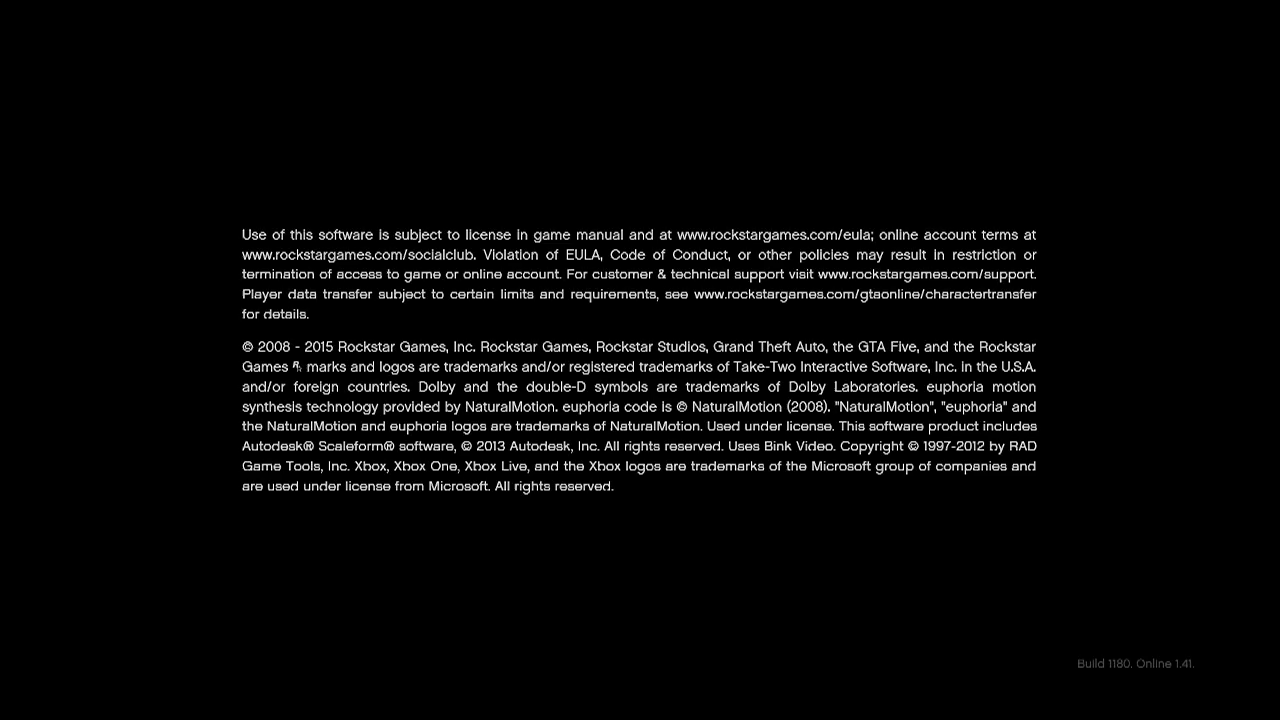 Use of this software is subject to license in game manual and at www.rockstargames.com/eula; online account terms at
www.rockstargames.com/socialclub. Violation of EULA, Code of Conduct, or other policies may result in restriction or
termination of access to game or online account. For customer & technical support visit www.rockstargames.com/support.
Player data transfer subject to certain limits and requirements, see www.rockstargames.com/gtaonline/charactertransfer
for details.
© 2008 - 2015 Rockstar Games, Inc. Rockstar Games, Rockstar Studios, Grand Theft Auto, the GTA Five, and the Rockstar
Games R* marks and logos are trademarks and/or registered trademarks of Take-Two Interactive Software, Inc. in the U.S.A.
and/or foreign countries. Dolby and the double-D symbols are trademarks of Dolby Laboratories. euphoria motion
synthesis technology provided by NaturalMotion. euphoria code is © NaturalMotion (2008). "NaturalMotion", "euphoria" and
the NaturalMotion and euphoria logos are trademarks of NaturalMotion. Used under license. This software product includes
Autodesk® Scaleform® software, © 2013 Autodesk, Inc. All rights reserved. Uses Bink Video. Copyright © 1997-2012 by RAD
Game Tools, Inc. Xbox, Xbox One, Xbox Live, and the Xbox logos are trademarks of the Microsoft group of companies and
are used under license from Microsoft. All rights reserved.
Build 1180. Online 1.41.